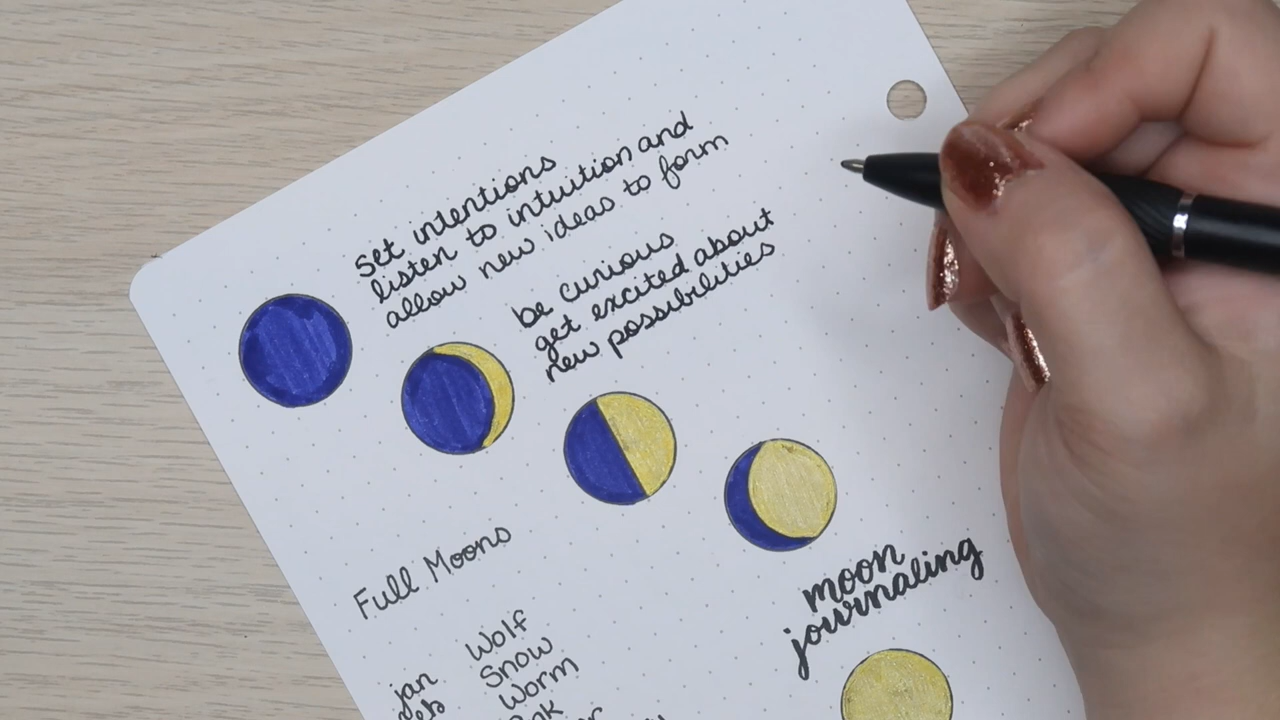 Set intentions
listen to intuition and
allow new ideas to form
be curious
get excited about
new possibilities
Full Moons
moon
journaling
jan Wolf
feb Snow
Worm